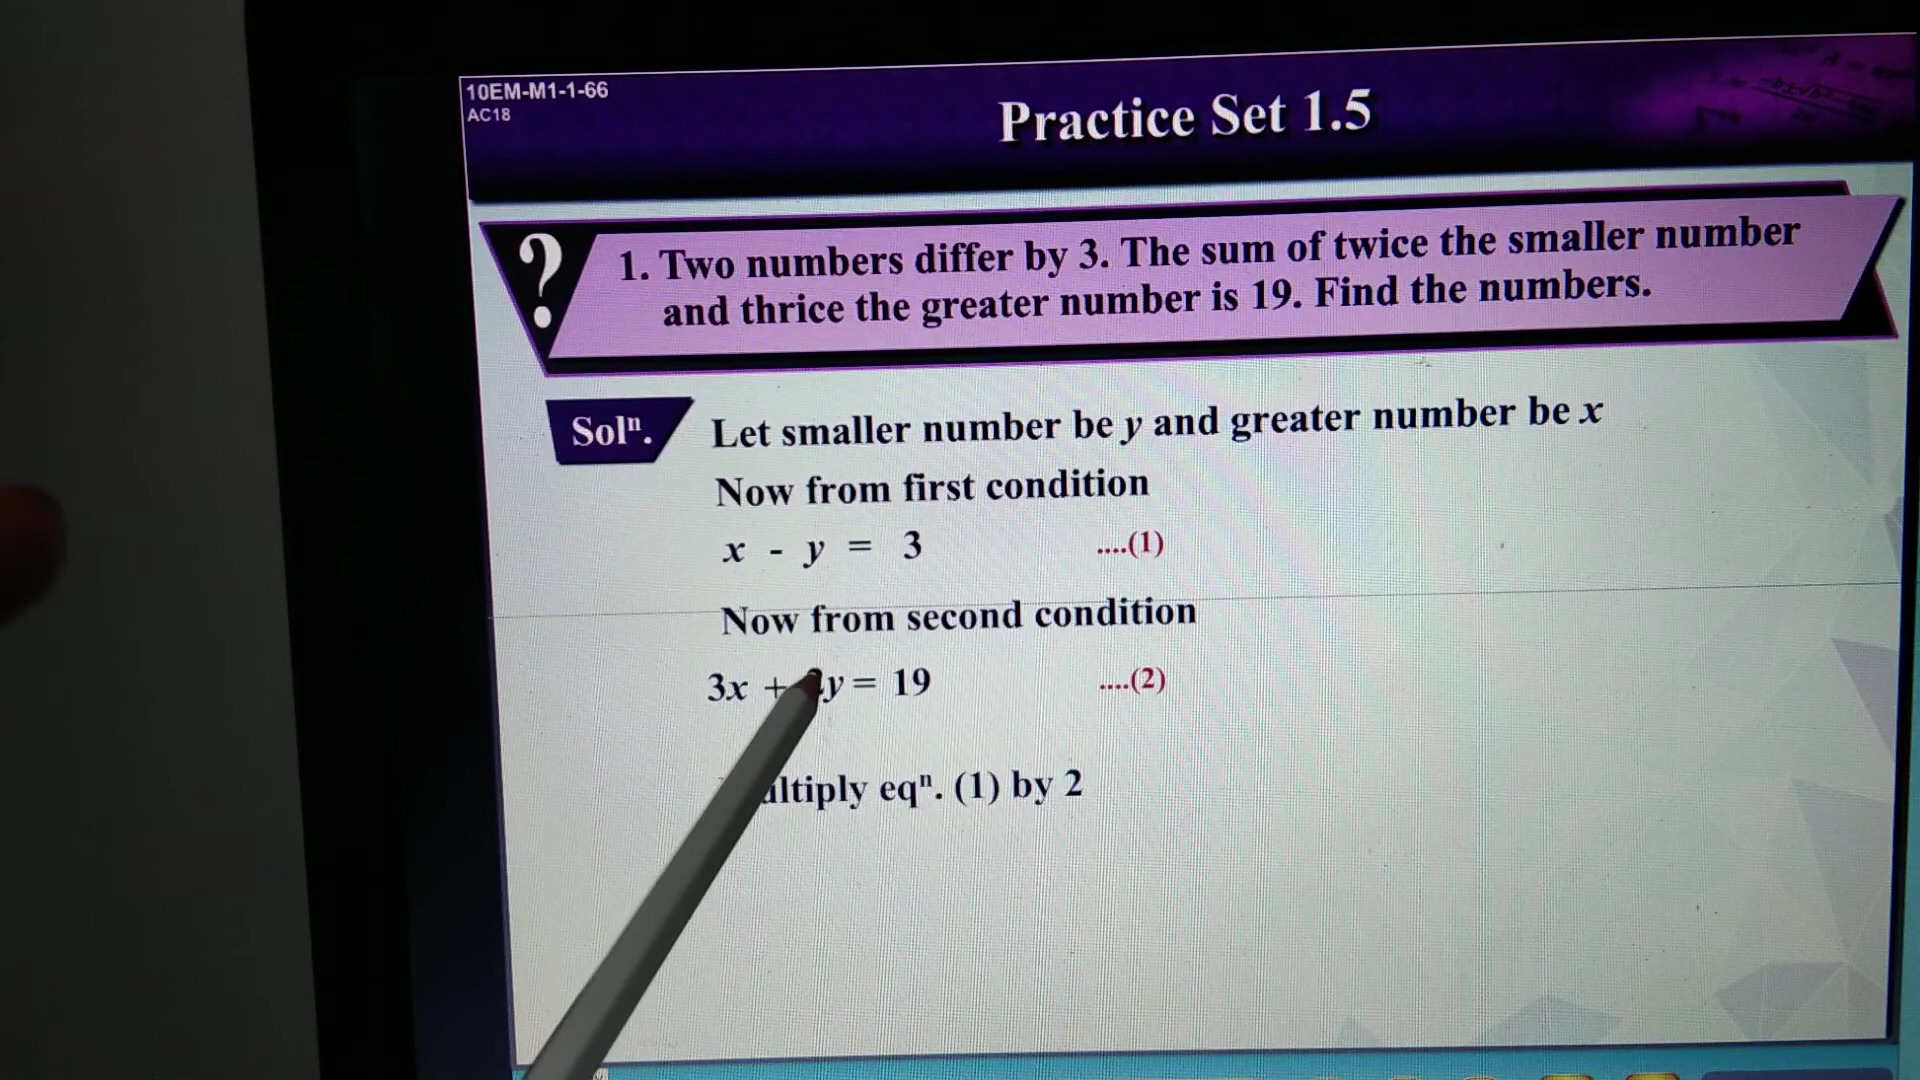 10EM-M1-1-66
AC18
Practice Set 1.5
?
1. Two numbers differ by 3. The sum of twice the smaller number
and thrice the greater number is 19. Find the numbers.
Solⁿ. Let smaller number be y and greater number be x
Now from first condition
x - y = 3 ....(1)
Now from second condition
3x + y = 19 ....(2)
eqⁿ. (1) by 2